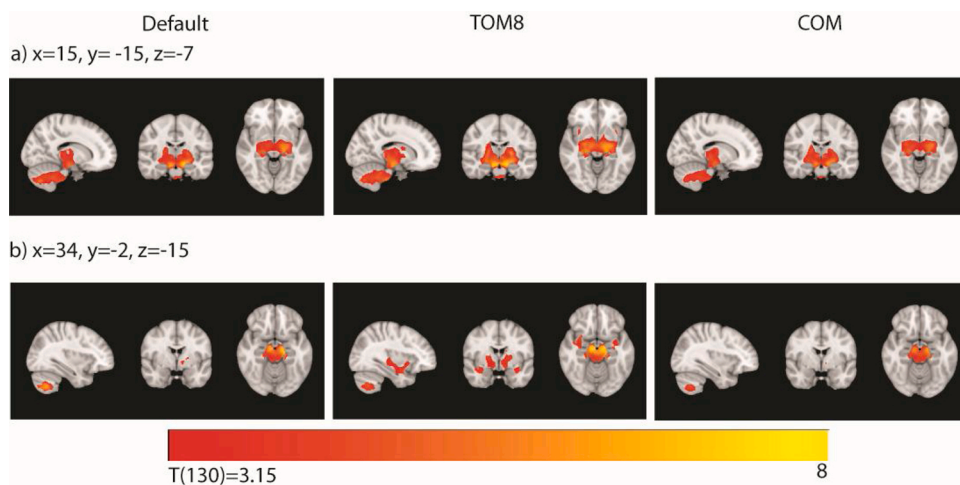 Default TOM8 COM
a) x=15, y= -15, z=-7
b) x=34, y=-2, z=-15
T(130)=3.15 8